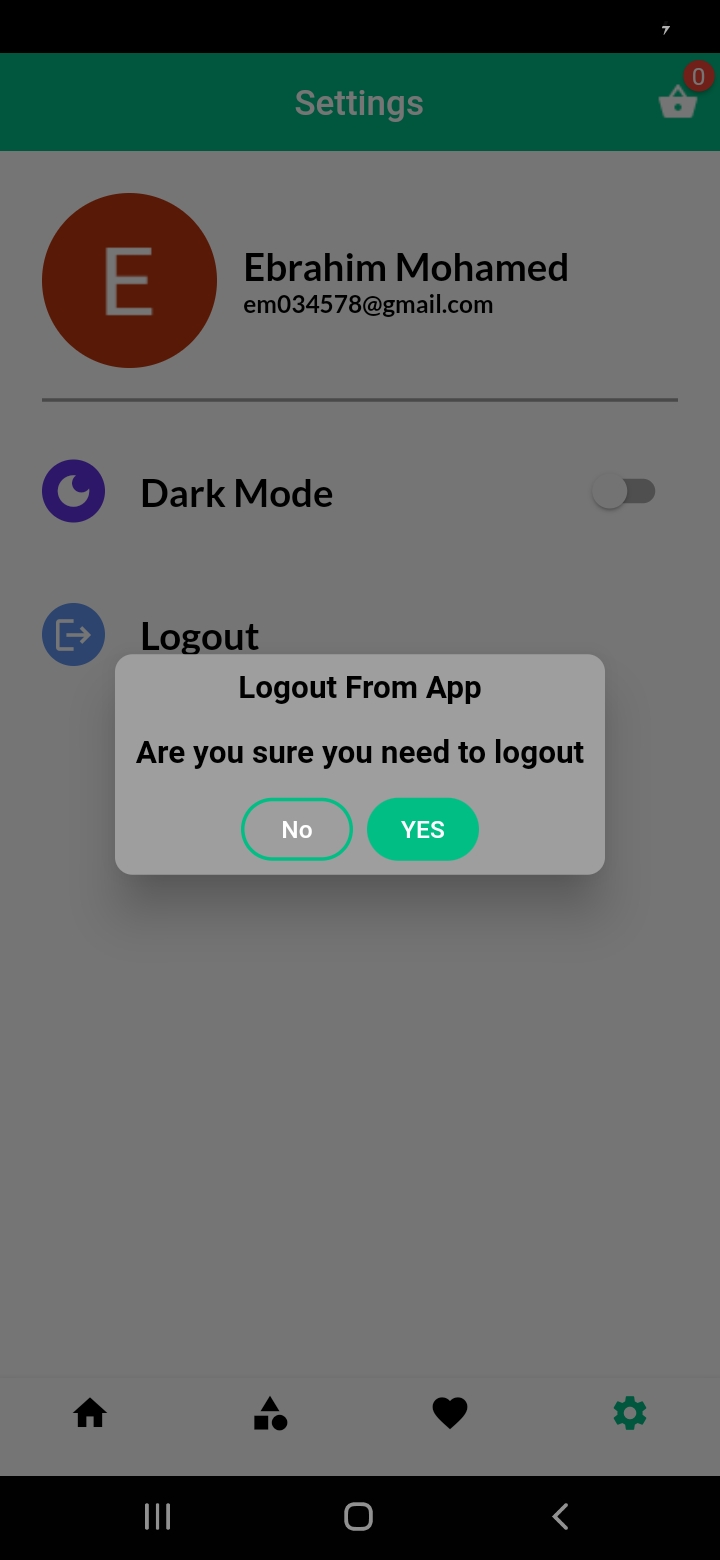 Settings
0
E
Ebrahim Mohamed
em034578@gmail.com
Dark Mode
Logout
Logout From App
Are you sure you need to logout
No
YES